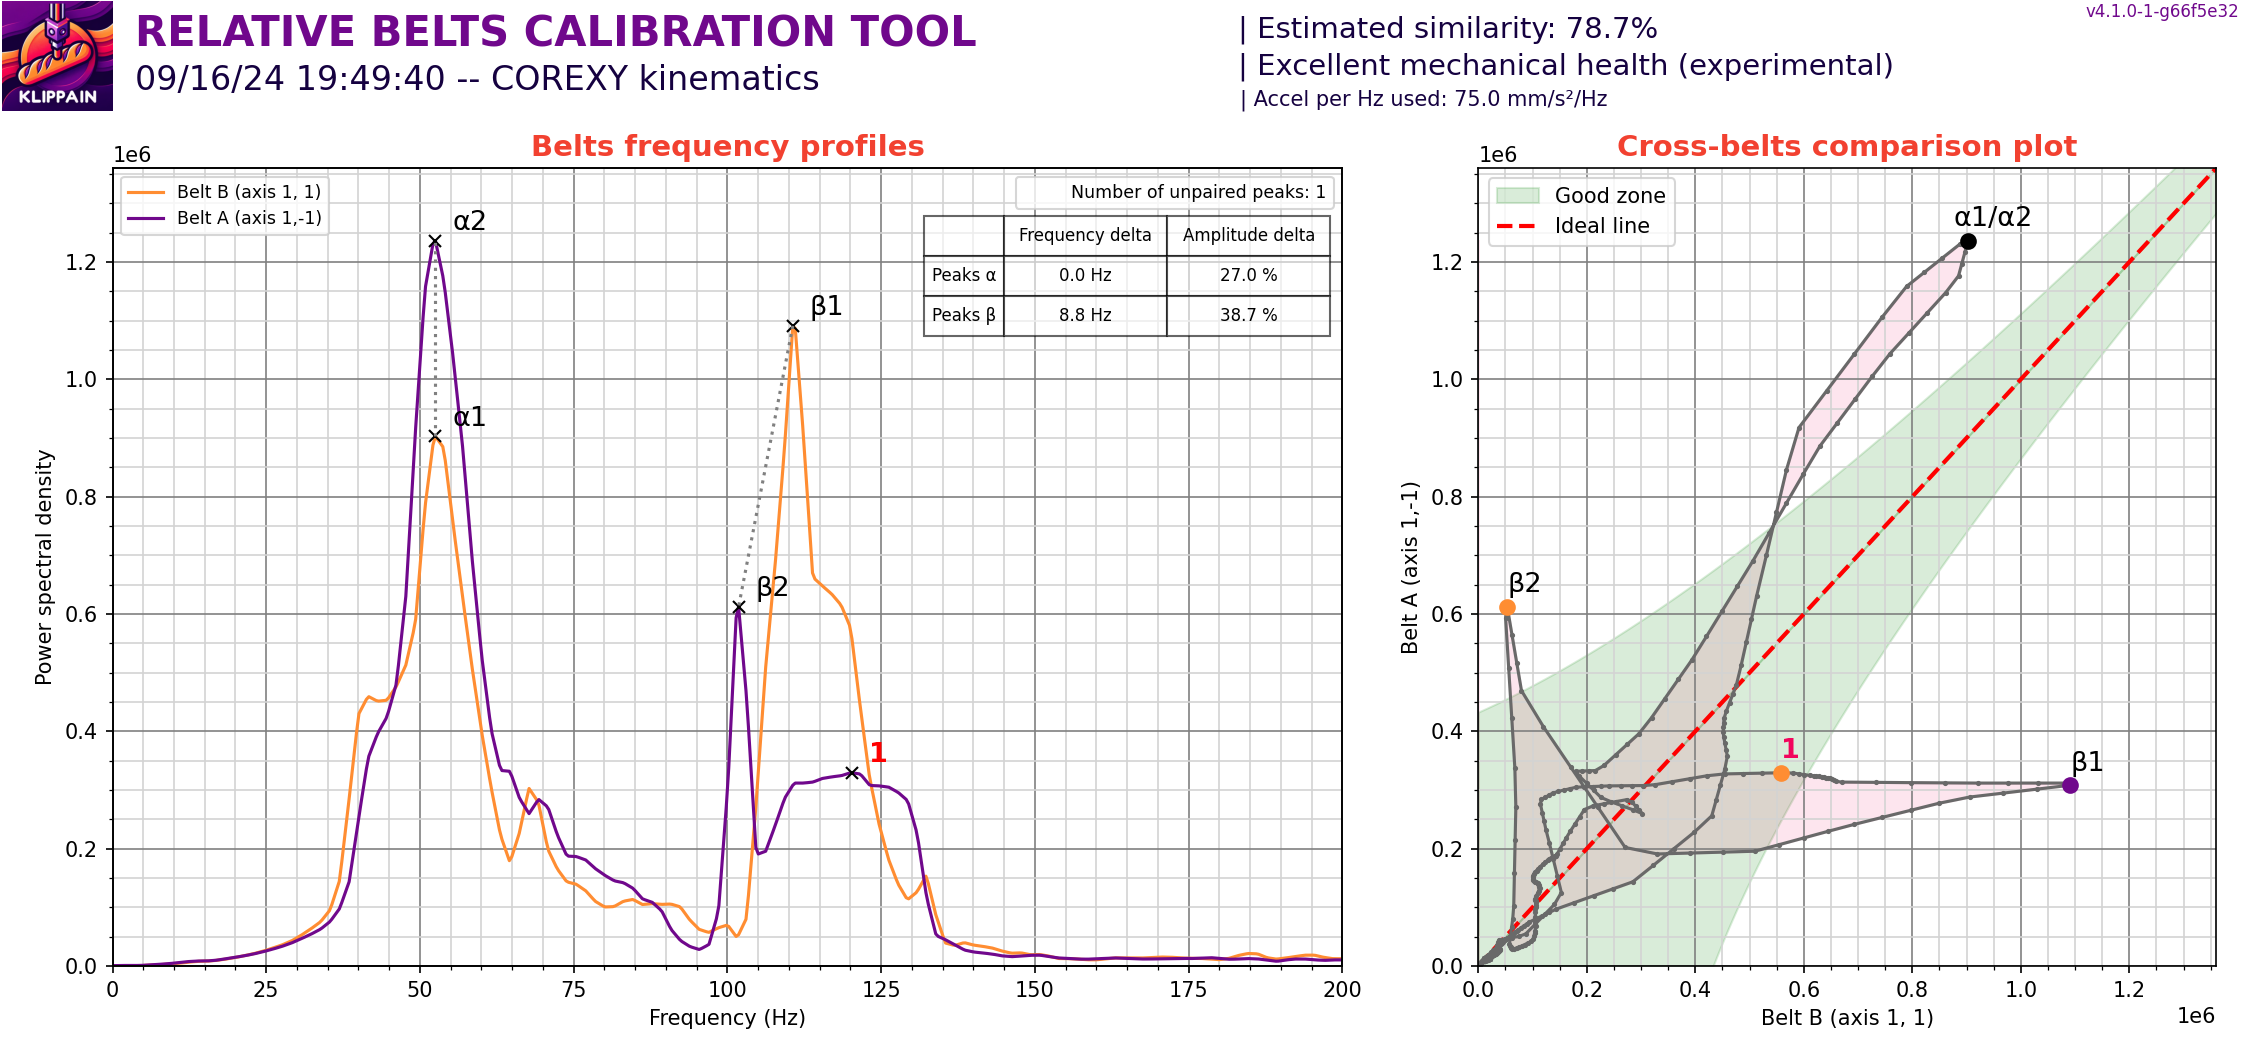 KLIPPAIN
RELATIVE BELTS CALIBRATION TOOL
09/16/24 19:49:40 -- COREXY kinematics
| Estimated similarity: 78.7%
| Excellent mechanical health (experimental)
| Accel per Hz used: 75.0 mm/s²/Hz
v4.1.0-1-g66f5e32
Belts frequency profiles
1e6
Belt B (axis 1, 1)
Belt A (axis 1,-1)
Number of unpaired peaks: 1
Frequency delta Amplitude delta
Peaks α 0.0 Hz 27.0 %
Peaks β 8.8 Hz 38.7 %
α2
α1
β1
β2
1
Power spectral density
1.2
1.0
0.8
0.6
0.4
0.2
0.0
0 25 50 75 100 125 150 175 200
Frequency (Hz)
Cross-belts comparison plot
1e6
Good zone
Ideal line
α1/α2
β2
1
β1
Belt A (axis 1,-1)
1.2
1.0
0.8
0.6
0.4
0.2
0.0
0.0 0.2 0.4 0.6 0.8 1.0 1.2
Belt B (axis 1, 1)
1e6